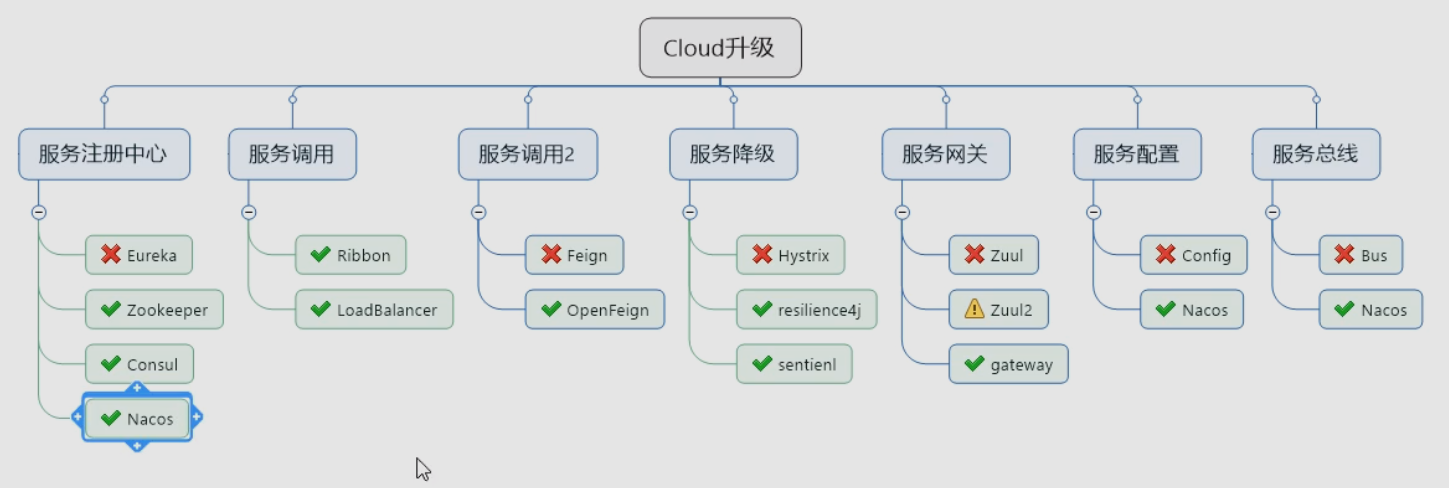 Cloud升级
服务注册中心
服务调用
服务调用2
服务降级
服务网关
服务配置
服务总线
Eureka
Zookeeper
Consul
Nacos
Ribbon
LoadBalancer
Feign
OpenFeign
Hystrix
resilience4j
sentienl
Zuul
Zuul2
gateway
Config
Nacos
Bus
Nacos